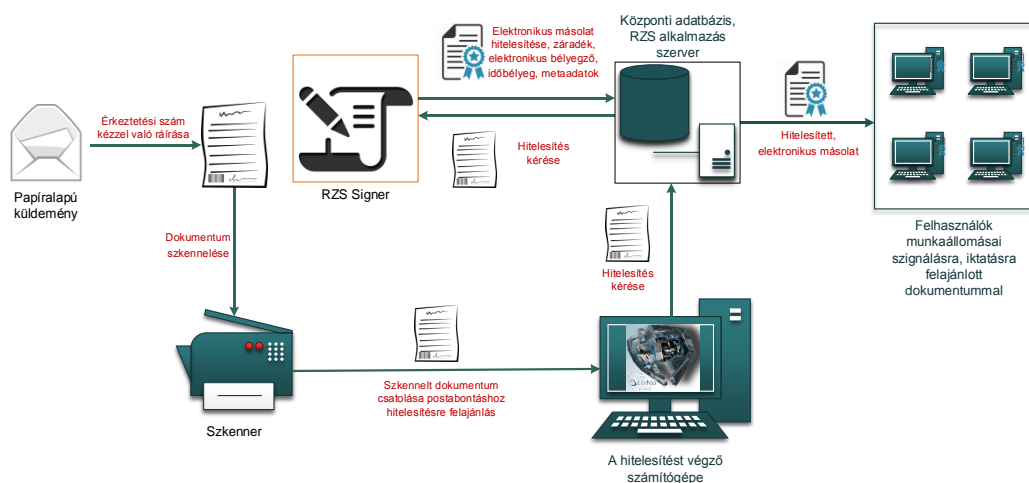 Központi adatbázis,
RZS alkalmazás
szerver
Elektronikus másolat
hitelesítése, záradék,
elektronikus bélyegző,
időbélyeg, metaadatok
Érkeztetési szám
kézzel való ráírása
Hitelesítés
kérése
Hitelesített,
elektronikus másolat
Papíralapú
küldemény
RZS Signer
Felhasználók
munkaállomásai
szignálásra, iktatásra
felajánlott
dokumentummal
Dokumentum
szkennelése
Hitelesítés
kérése
Szkennelt dokumentum
csatolása postabontáshoz
hitelesítésre felajánlás
certop
Szkenner
A hitelesítést végző
számítógépe